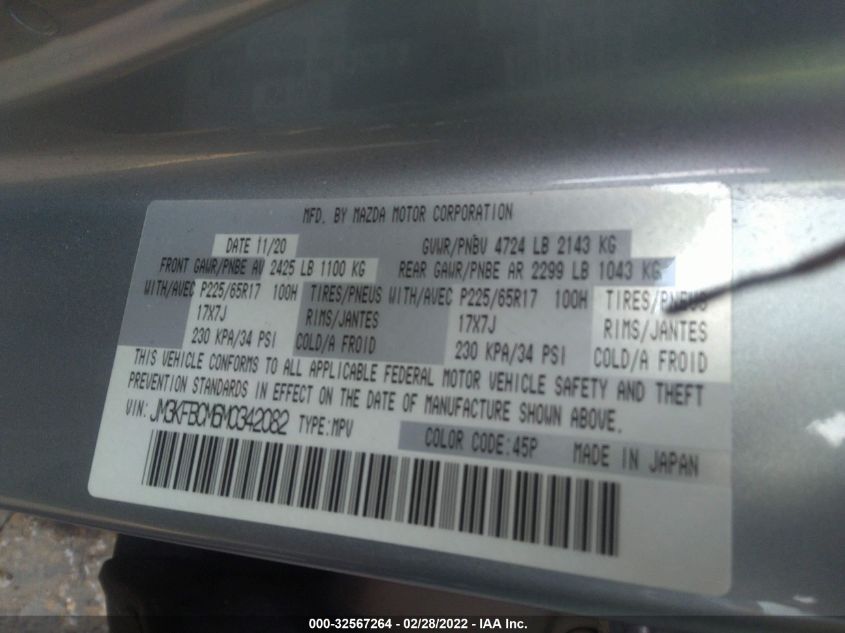 MFD. BY MAZDA MOTOR CORPORATION
DATE 11/20 GVWR/PNBV 4724 LB 2143 KG
FRONT GAWR/PNBE AV 2425 LB 1100 KG REAR GAWR/PNBE AR 2299 LB 1043 KG
WITH/AVEC P225/65R17 100H TIRES/PNEUS WITH/AVEC P225/65R17 100H TIRES/PNEUS
17X7J RIMS/JANTES 17X7J RIMS/JANTES
230 KPA/34 PSI COLD/A FROID 230 KPA/34 PSI COLD/A FROID
THIS VEHICLE CONFORMS TO ALL APPLICABLE FEDERAL MOTOR VEHICLE SAFETY AND THEFT
PREVENTION STANDARDS IN EFFECT ON THE DATE OF MANUFACTURE SHOWN ABOVE.
VIN: JM3KFBCM6M0342082 TYPE:MPV COLOR CODE:45P MADE IN JAPAN
000-32567264 - 02/28/2022 - IAA Inc.